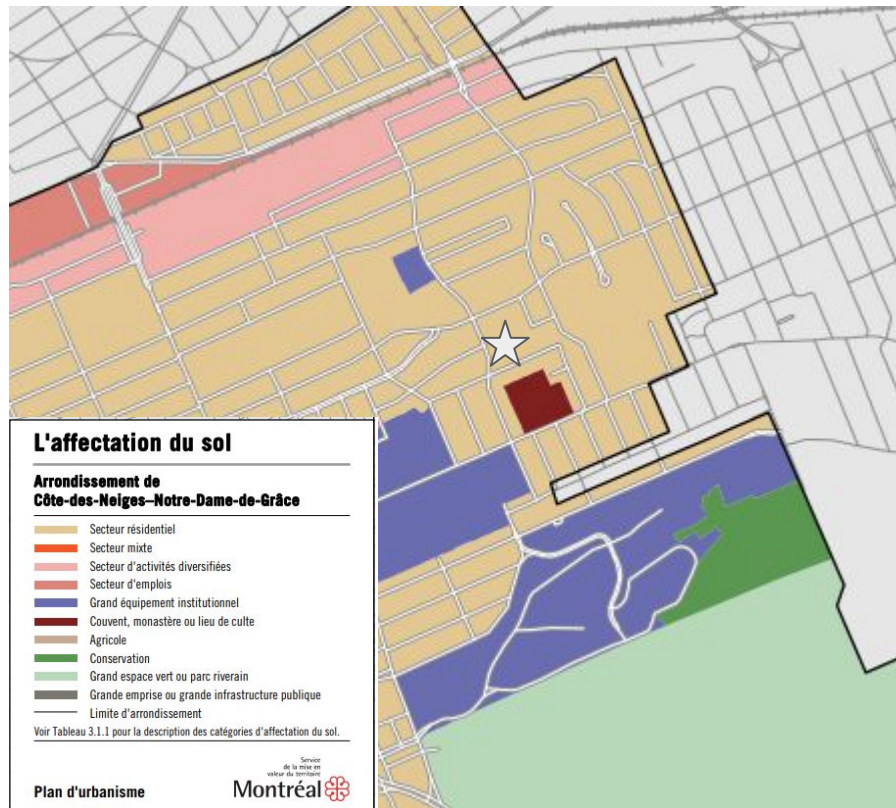 L'affectation du sol
Arrondissement de
Côte-des-Neiges–Notre-Dame-de-Grâce
Secteur résidentiel
Secteur mixte
Secteur d'activités diversifiées
Secteur d'emplois
Grand équipement institutionnel
Couvent, monastère ou lieu de culte
Agricole
Conservation
Grand espace vert ou parc riverain
Grande emprise ou grande infrastructure publique
Limite d'arrondissement
Voir Tableau 3.1.1 pour la description des catégories d'affectation du sol.
Plan d'urbanisme
Service
de la mise en
valeur du territoire
Montréal